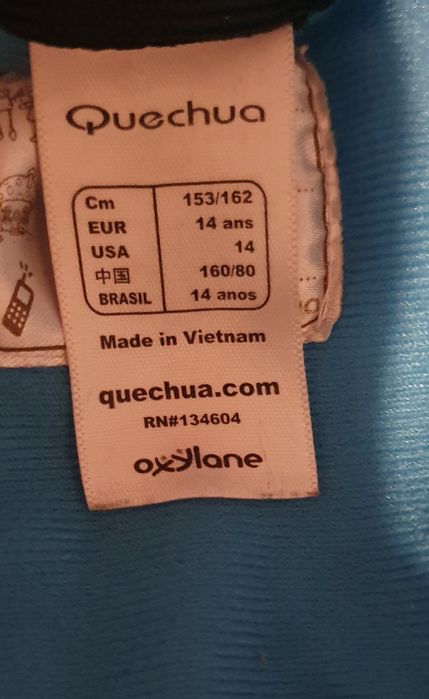 Quechua
Cm 153/162
EUR 14 ans
USA 14
中国 160/80
BRASIL 14 anos
Made in Vietnam
quechua.com
RN#134604
oxylane